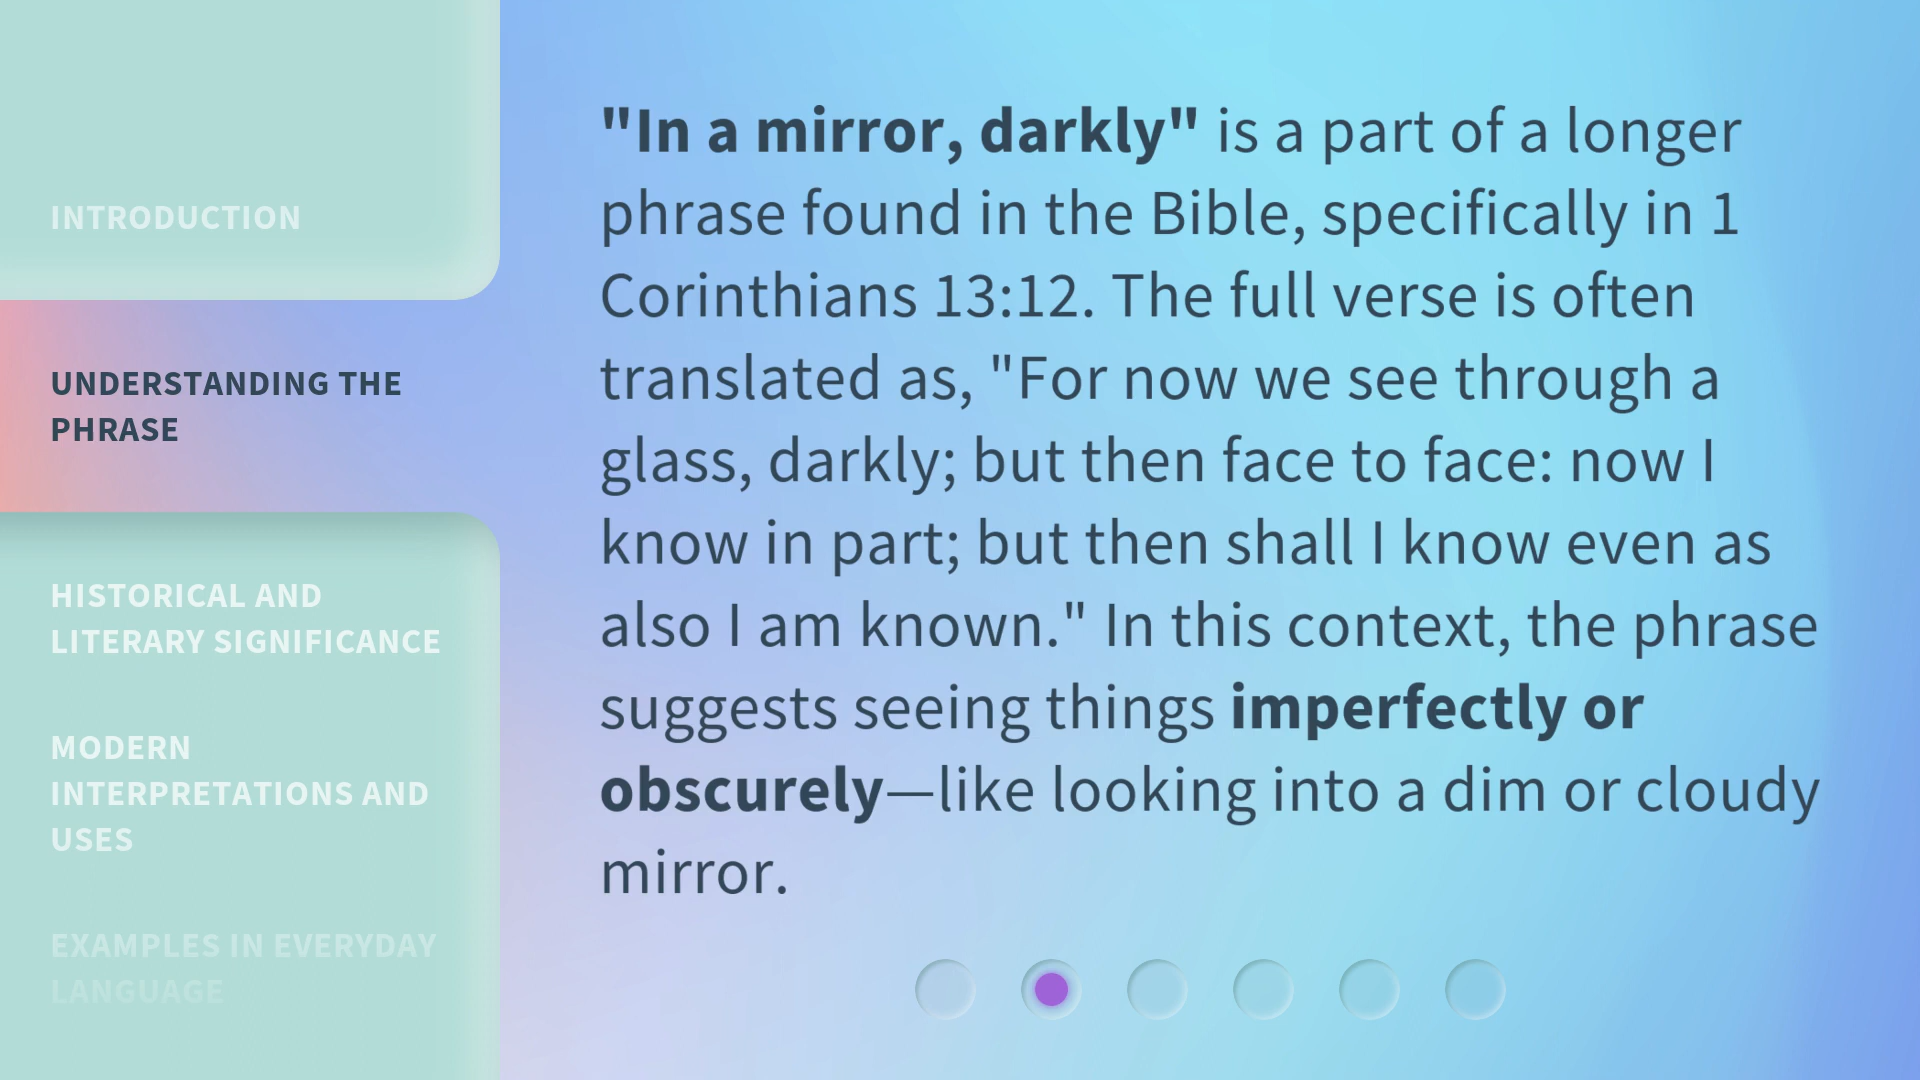 INTRODUCTION
UNDERSTANDING THE
PHRASE
HISTORICAL AND
LITERARY SIGNIFICANCE
MODERN
INTERPRETATIONS AND
USES
EXAMPLES IN EVERYDAY
LANGUAGE
"In a mirror, darkly" is a part of a longer
phrase found in the Bible, specifically in 1
Corinthians 13:12. The full verse is often
translated as, "For now we see through a
glass, darkly; but then face to face: now I
know in part; but then shall I know even as
also I am known." In this context, the phrase
suggests seeing things imperfectly or
obscurely—like looking into a dim or cloudy
mirror.